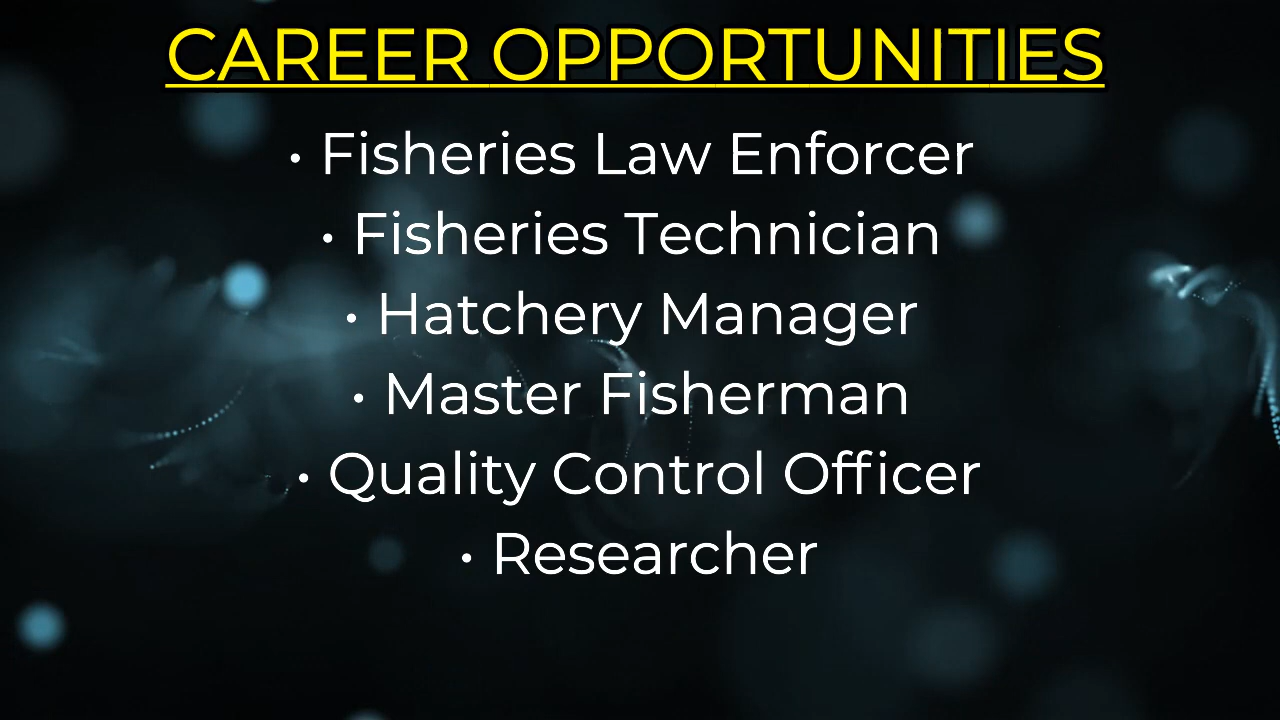 CAREER OPPORTUNITIES
• Fisheries Law Enforcer
• Fisheries Technician
• Hatchery Manager
• Master Fisherman
• Quality Control Officer
• Researcher